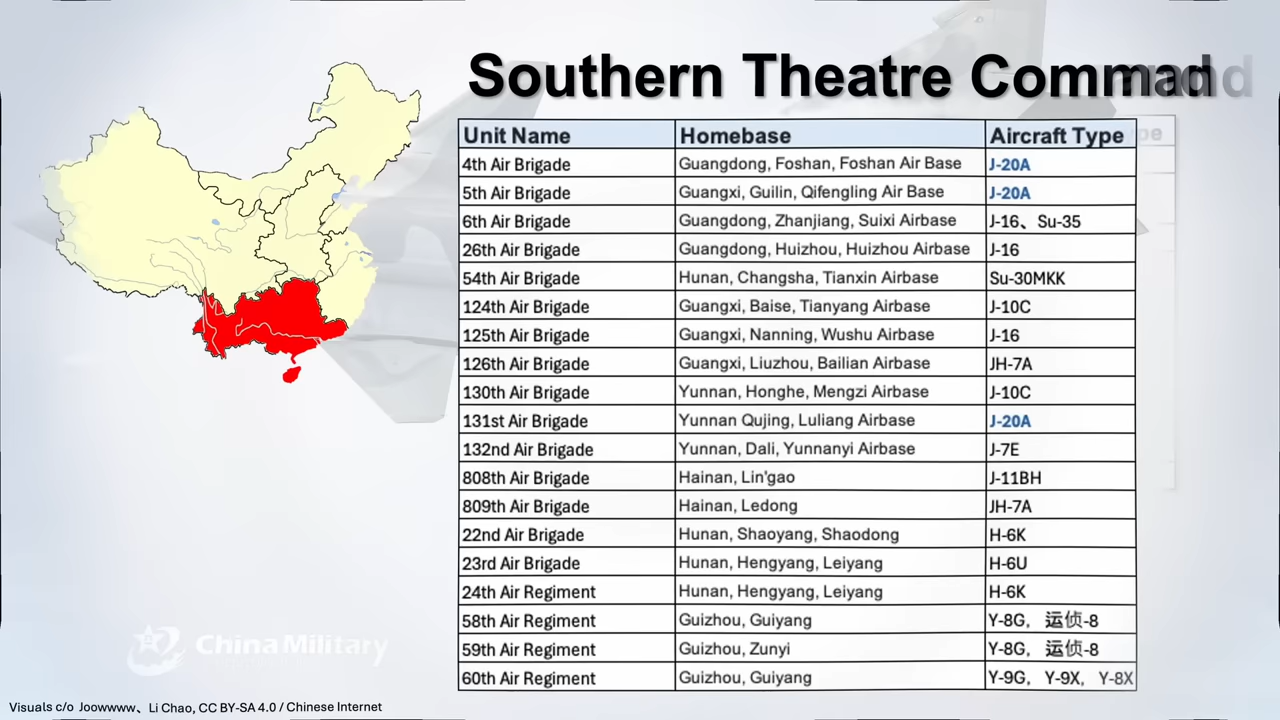 Southern Theatre Command
Unit Name Homebase Aircraft Type
4th Air Brigade Guangdong, Foshan, Foshan Air Base J-20A
5th Air Brigade Guangxi, Guilin, Qifengling Air Base J-20A
6th Air Brigade Guangdong, Zhanjiang, Suixi Airbase J-16、Su-35
26th Air Brigade Guangdong, Huizhou, Huizhou Airbase J-16
54th Air Brigade Hunan, Changsha, Tianxin Airbase Su-30MKK
124th Air Brigade Guangxi, Baise, Tianyang Airbase J-10C
125th Air Brigade Guangxi, Nanning, Wushu Airbase J-16
126th Air Brigade Guangxi, Liuzhou, Bailian Airbase JH-7A
130th Air Brigade Yunnan, Honghe, Mengzi Airbase J-10C
131st Air Brigade Yunnan Qujing, Luliang Airbase J-20A
132nd Air Brigade Yunnan, Dali, Yunnanyi Airbase J-7E
808th Air Brigade Hainan, Lin'gao J-11BH
809th Air Brigade Hainan, Ledong JH-7A
22nd Air Brigade Hunan, Shaoyang, Shaodong H-6K
23rd Air Brigade Hunan, Hengyang, Leiyang H-6U
24th Air Regiment Hunan, Hengyang, Leiyang H-6K
58th Air Regiment Guizhou, Guiyang Y-8G, 运侦-8
59th Air Regiment Guizhou, Zunyi Y-8G, 运侦-8
60th Air Regiment Guizhou, Guiyang Y-9G, Y-9X, Y-8X
China Military
Visuals c/o Joowwww、Li Chao, CC BY-SA 4.0 / Chinese Internet